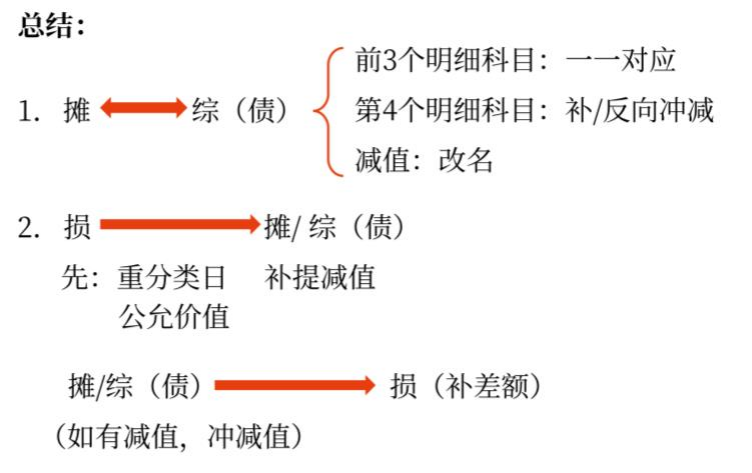 总结：
前3个明细科目：一一对应
1. 摊 综（债） 第4个明细科目：补/反向冲减
减值：改名
2. 损 摊/ 综（债）
先：重分类日 补提减值
公允价值
摊/综（债） 损（补差额）
（如有减值，冲减值）